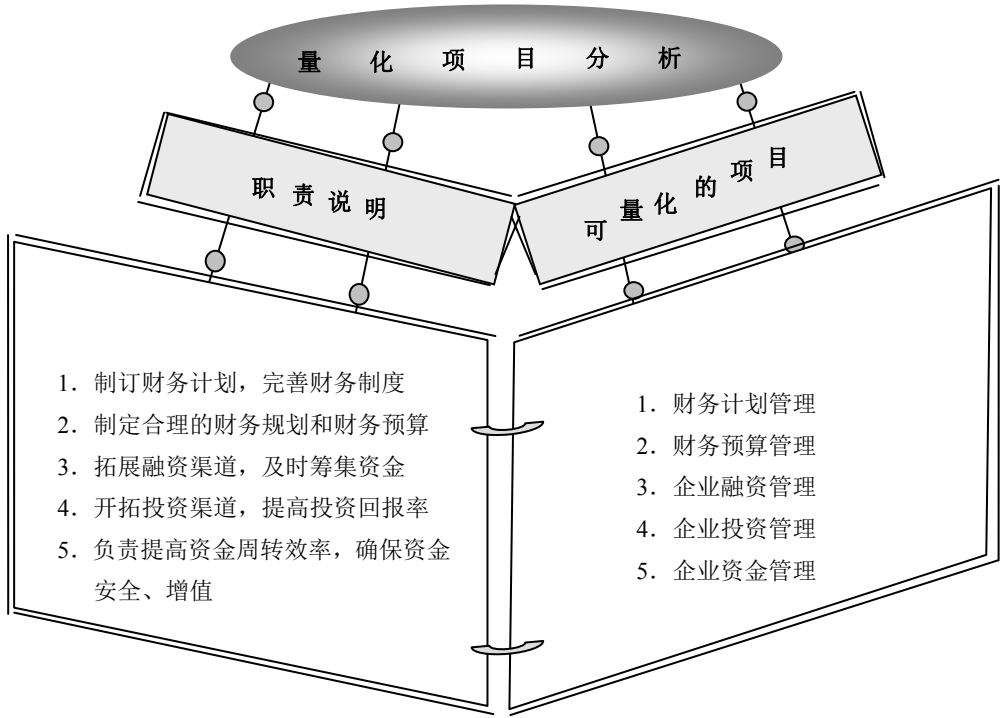 量化项目分析
职责说明
可量化的项目
1．制订财务计划，完善财务制度
2．制定合理的财务规划和财务预算
3．拓展融资渠道，及时筹集资金
4．开拓投资渠道，提高投资回报率
5．负责提高资金周转效率，确保资金
安全、增值
1．财务计划管理
2．财务预算管理
3．企业融资管理
4．企业投资管理
5．企业资金管理